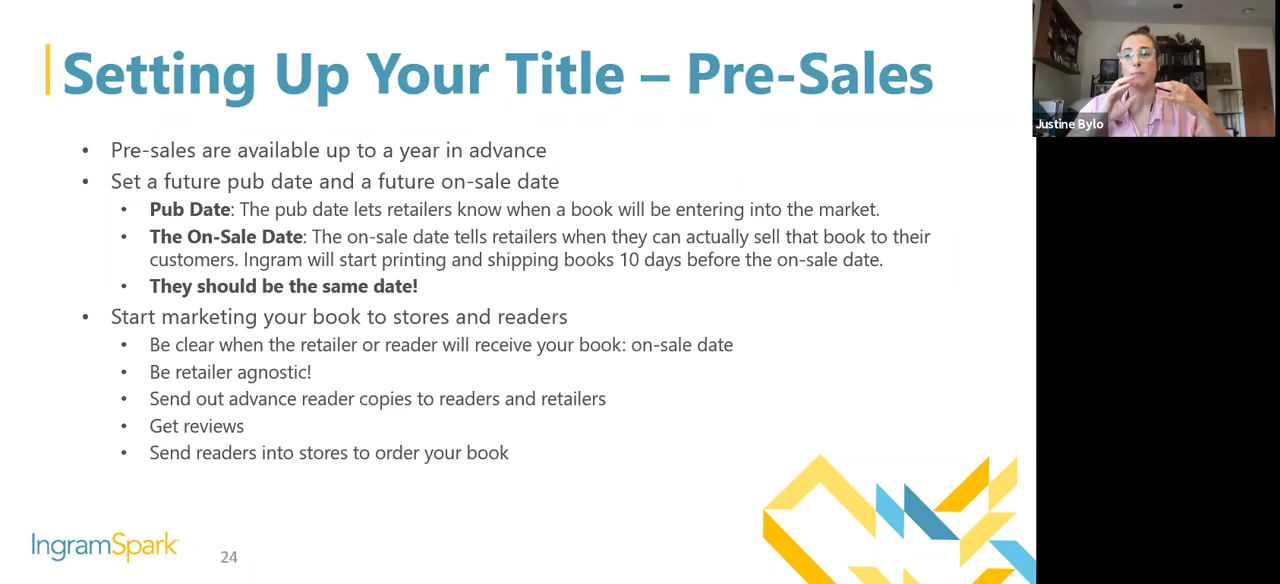 Setting Up Your Title – Pre-Sales
Justine Bylo
• Pre-sales are available up to a year in advance
• Set a future pub date and a future on-sale date
• Pub Date: The pub date lets retailers know when a book will be entering into the market.
• The On-Sale Date: The on-sale date tells retailers when they can actually sell that book to their
customers. Ingram will start printing and shipping books 10 days before the on-sale date.
• They should be the same date!
• Start marketing your book to stores and readers
• Be clear when the retailer or reader will receive your book: on-sale date
• Be retailer agnostic!
• Send out advance reader copies to readers and retailers
• Get reviews
• Send readers into stores to order your book
IngramSpark
24